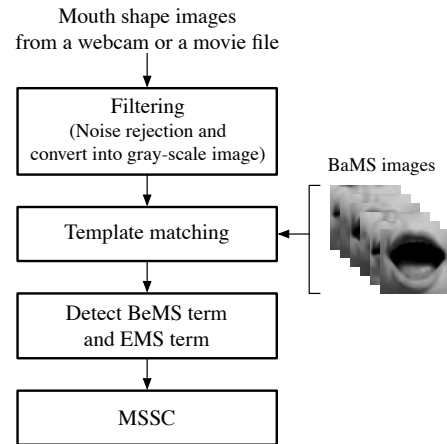 Mouth shape images
from a webcam or a movie file
Filtering
(Noise rejection and
convert into gray-scale image)
BaMS images
Template matching
Detect BeMS term
and EMS term
MSSC